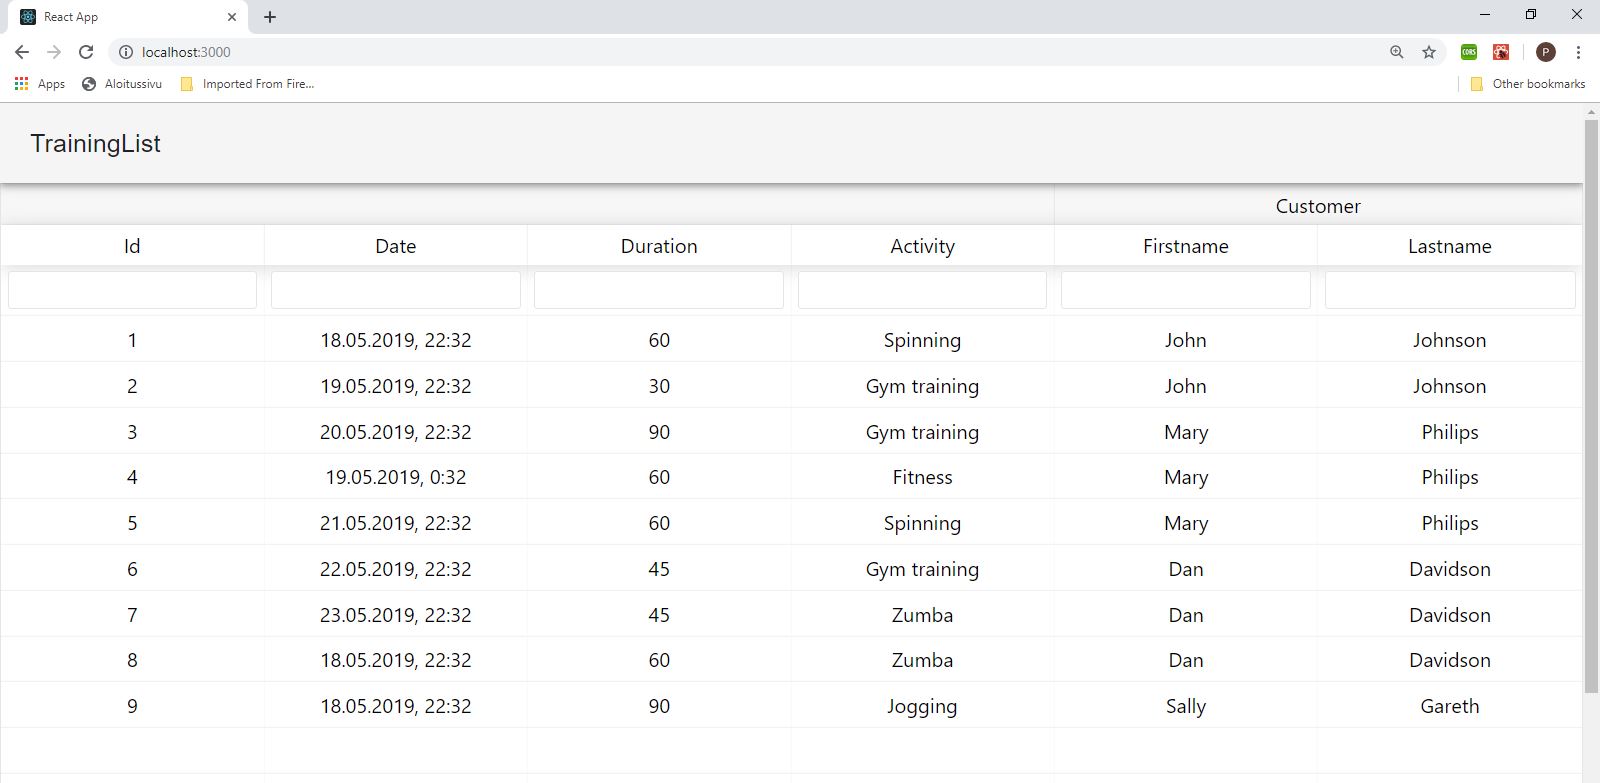 React App
localhost:3000
CORS
P
Apps Aloitussivu Imported From Fire... Other bookmarks
TrainingList
Customer
Id Date Duration Activity Firstname Lastname
1 18.05.2019, 22:32 60 Spinning John Johnson
2 19.05.2019, 22:32 30 Gym training John Johnson
3 20.05.2019, 22:32 90 Gym training Mary Philips
4 19.05.2019, 0:32 60 Fitness Mary Philips
5 21.05.2019, 22:32 60 Spinning Mary Philips
6 22.05.2019, 22:32 45 Gym training Dan Davidson
7 23.05.2019, 22:32 45 Zumba Dan Davidson
8 18.05.2019, 22:32 60 Zumba Dan Davidson
9 18.05.2019, 22:32 90 Jogging Sally Gareth